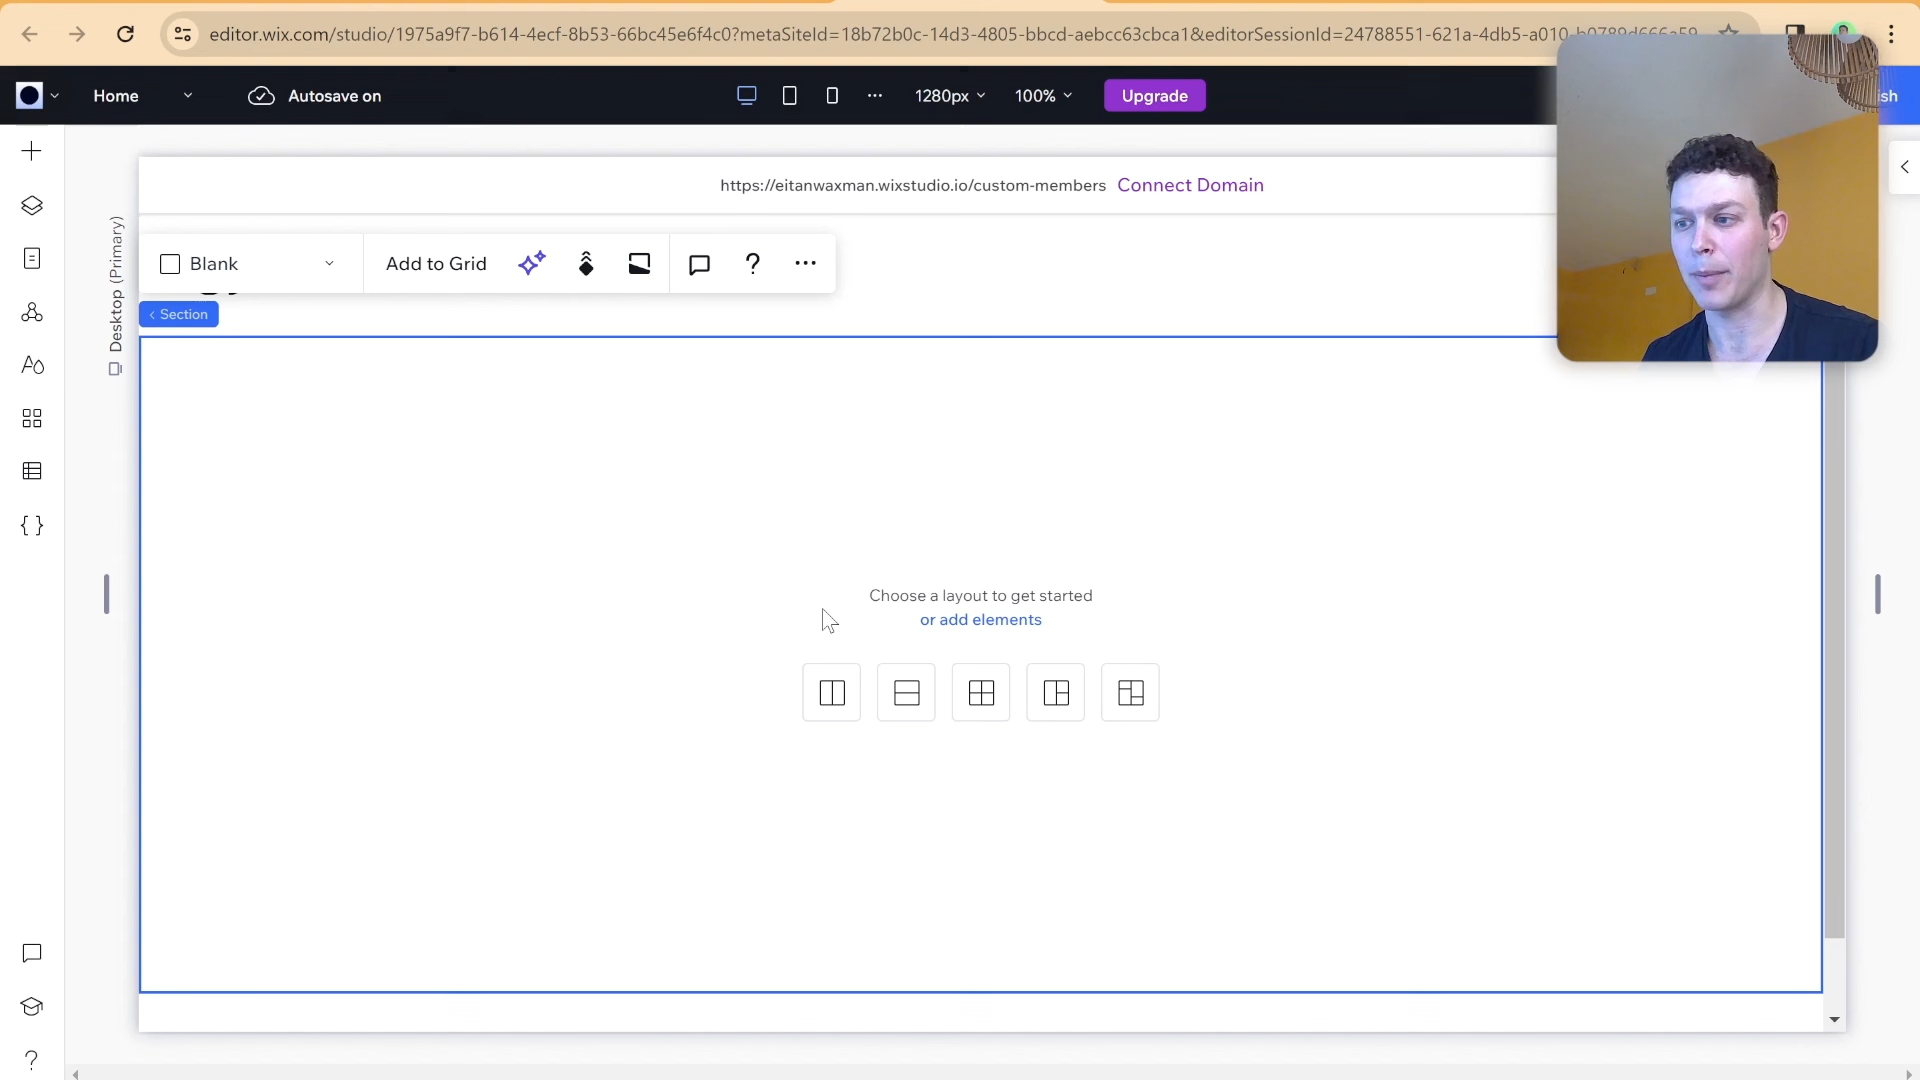 editor.wix.com/studio/1975a9f7-b614-4ecf-8b53-66bc45e6f4c0?metaSiteId=18b72b0c-14d3-4805-bbcd-aebcc63cbca1&editorSessionId=24788551-621a-4db5-a010-b0789d666a59
Home
Autosave on
1280px
100%
Upgrade
https://eitanwaxman.wixstudio.io/custom-members
Connect Domain
Desktop (Primary)
Blank
Add to Grid
Section
Choose a layout to get started
or add elements